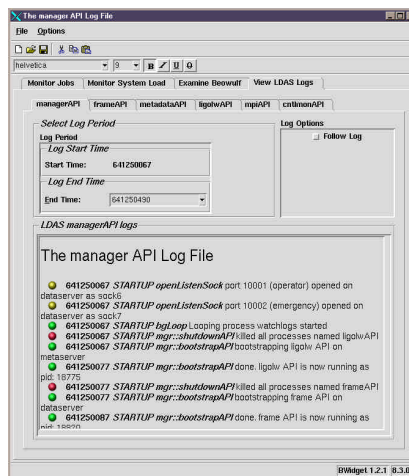 The manager API Log File
File Options
helvetica 9 B I U O
Monitor Jobs Monitor System Load Examine Beowulf View LDAS Logs
managerAPI frameAPI metadataAPI ligolwAPI mpiAPI cntlmonAPI
Select Log Period
Log Options
Log Period
Follow Log
Log Start Time
Start Time: 641250067
Log End Time
End Time: 641250490
LDAS managerAPI logs
The manager API Log File
641250067 STARTUP openListenSock port 10001 (operator) opened on
dataserver as sock6
641250067 STARTUP openListenSock port 10002 (emergency) opened on
dataserver as sock7
641250067 STARTUP bgLoop Looping process watchlogs started
641250067 STARTUP mgr::shutdownAPI killed all processes named ligolwAPI
641250067 STARTUP mgr::bootstrapAPI bootstrapping ligolw API on
metaserver
641250077 STARTUP mgr::bootstrapAPI done. ligolw API is now running as
pid: 18775
641250077 STARTUP mgr::shutdownAPI killed all processes named frameAPI
641250077 STARTUP mgr::bootstrapAPI bootstrapping frame API on
dataserver
641250087 STARTUP mgr::bootstrapAPI done. frame API is now running as
pid:
BWidget 1.2.1 8.3.0